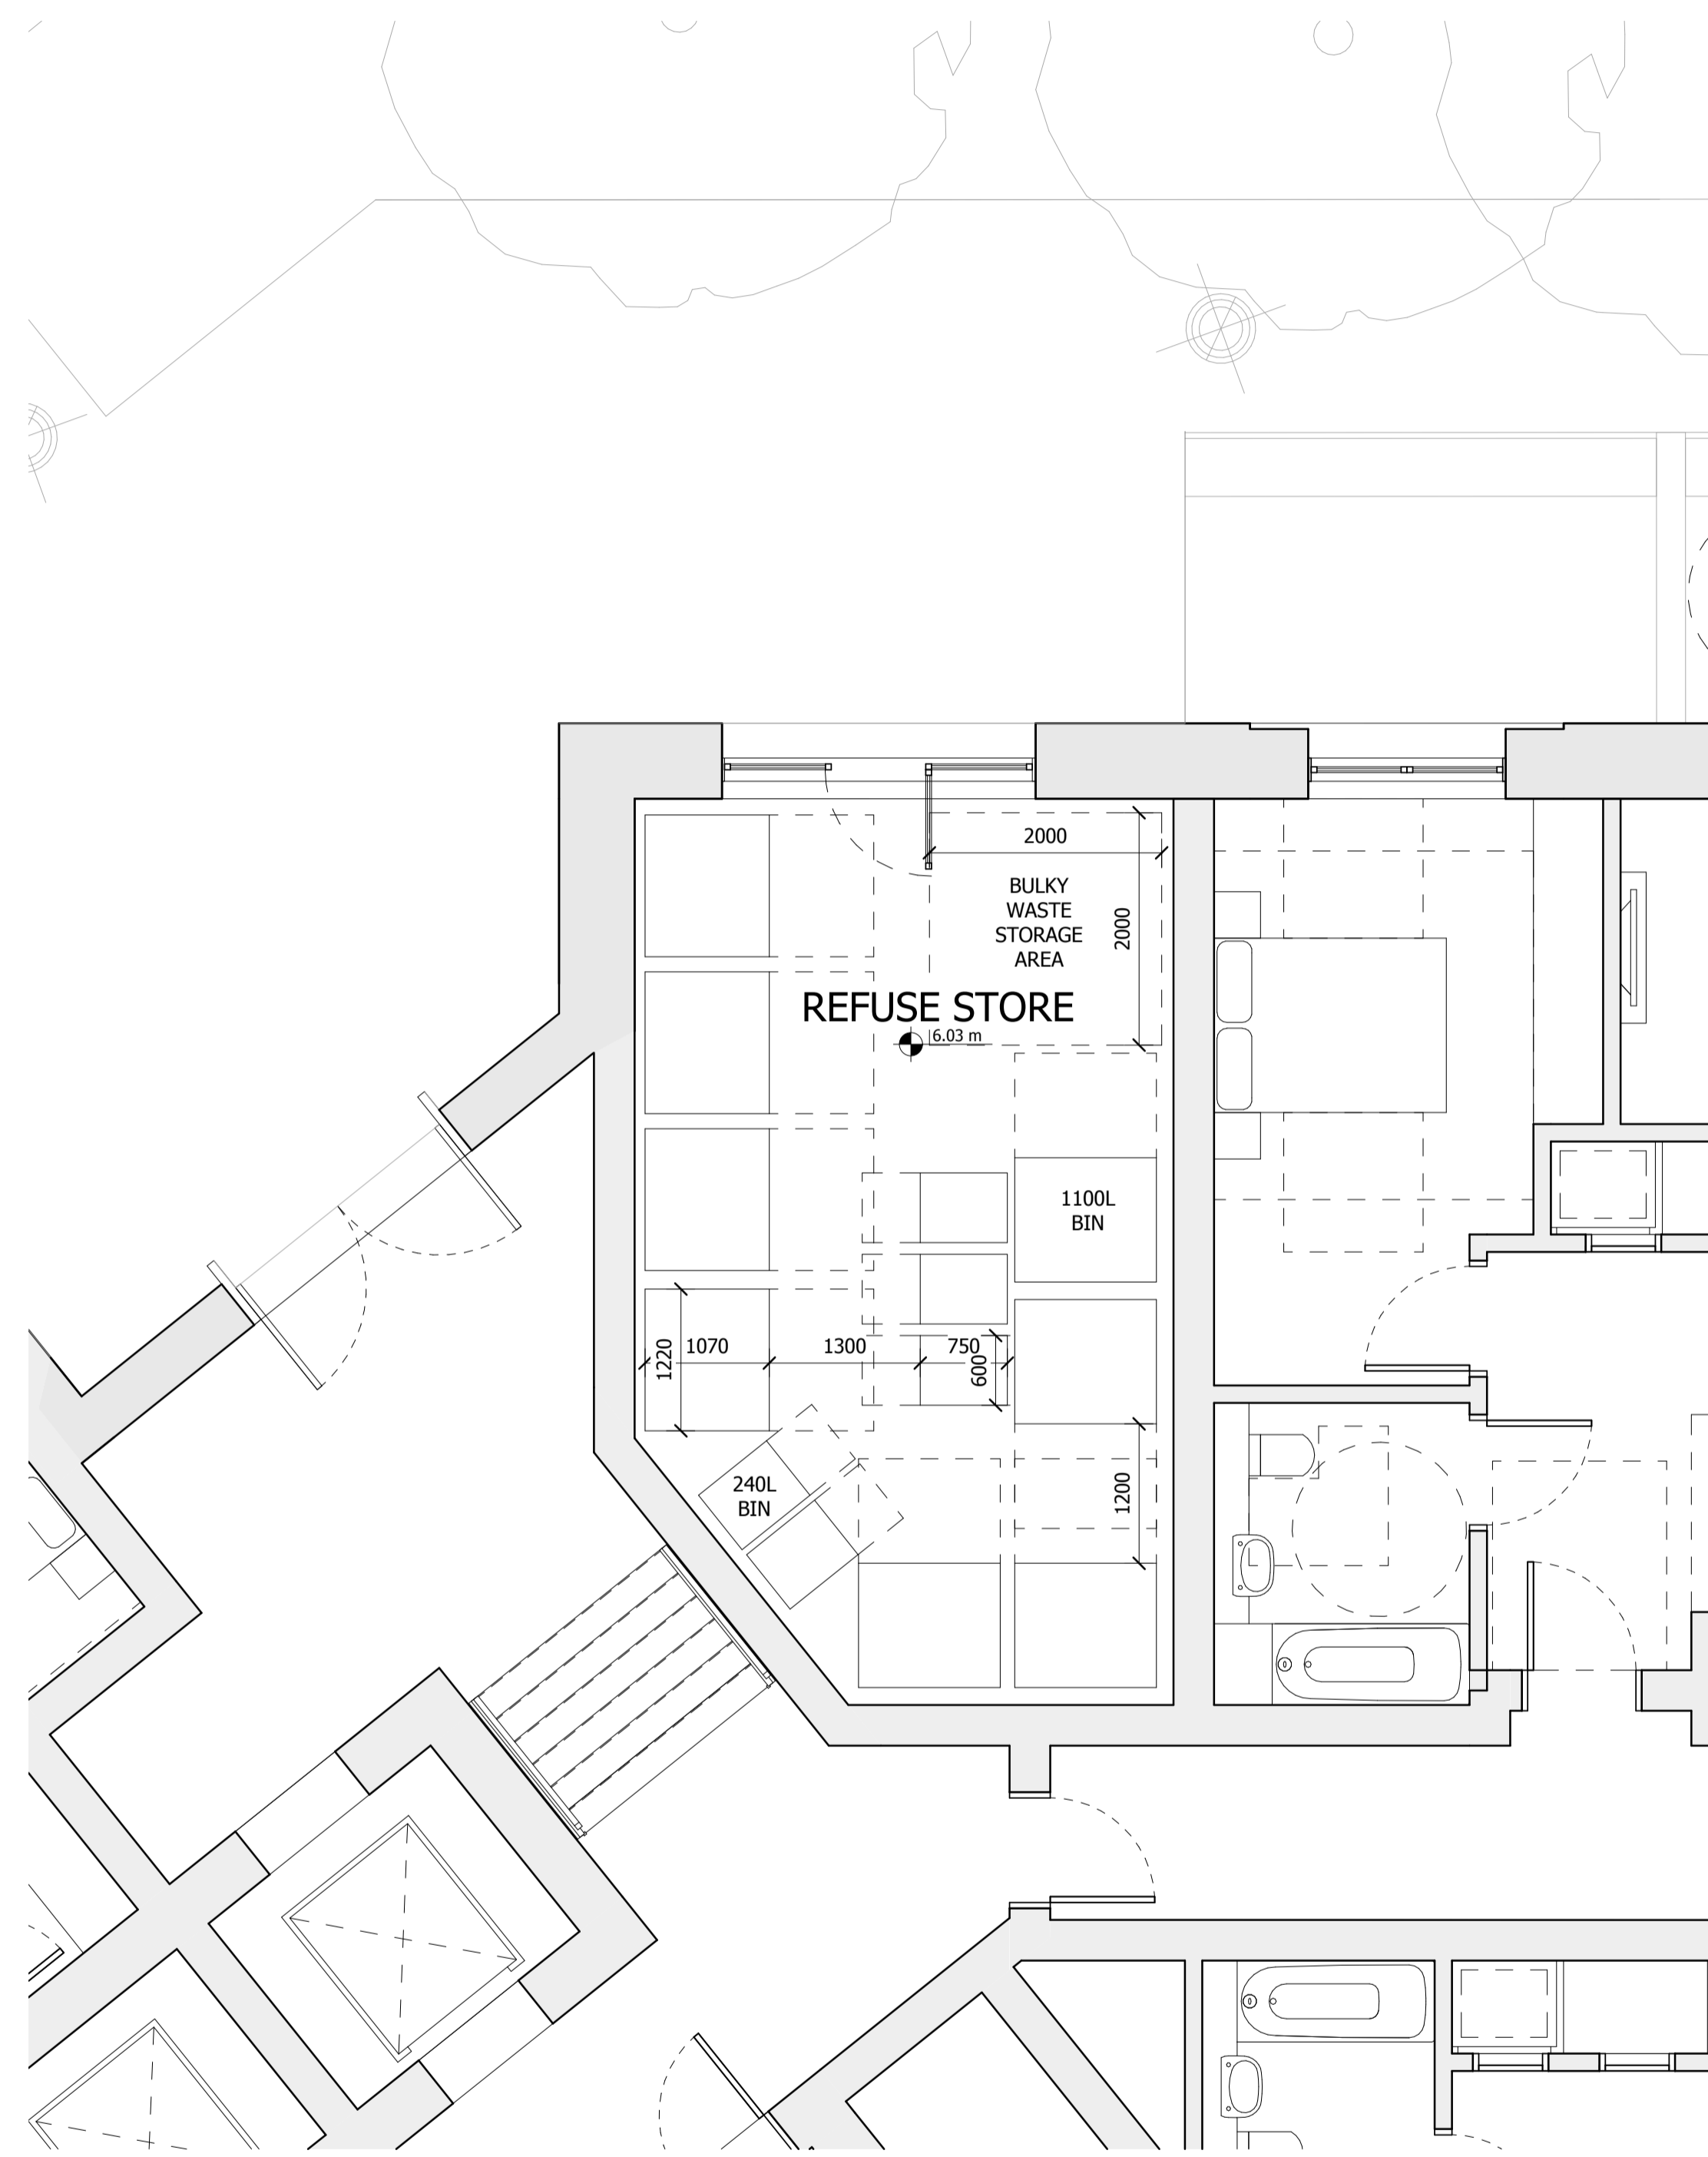 2000
BULKY
WASTE
STORAGE
AREA
2000
REFUSE STORE
6.03 m
1100L
BIN
1220
1070
1300
750
600
240L
BIN
1200